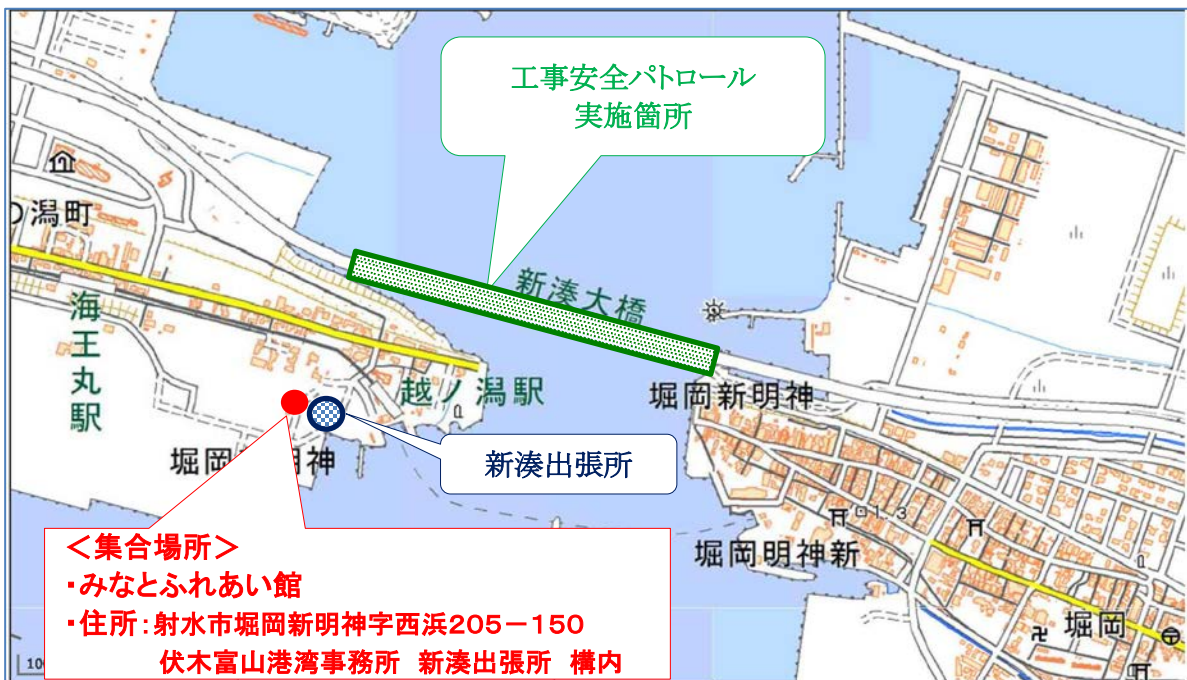 工事安全パトロール
実施箇所
の潟町
新湊大橋
海王丸駅
越ノ潟駅
堀岡新明神
新湊出張所
堀岡明神新
1.3
堀岡
<集合場所>
・みなとふれあい館
・住所:射水市堀岡新明神字西浜205-150
伏木富山港湾事務所 新湊出張所 構内